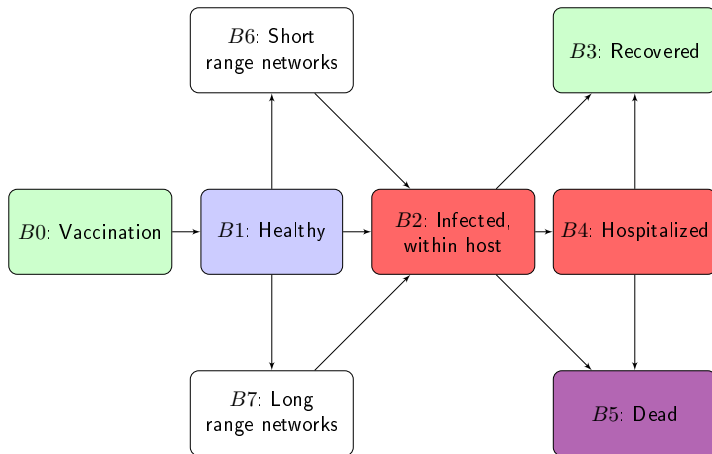 B6: Short
range networks
B3: Recovered
B0: Vaccination
B1: Healthy
B2: Infected,
within host
B4: Hospitalized
B7: Long
range networks
B5: Dead